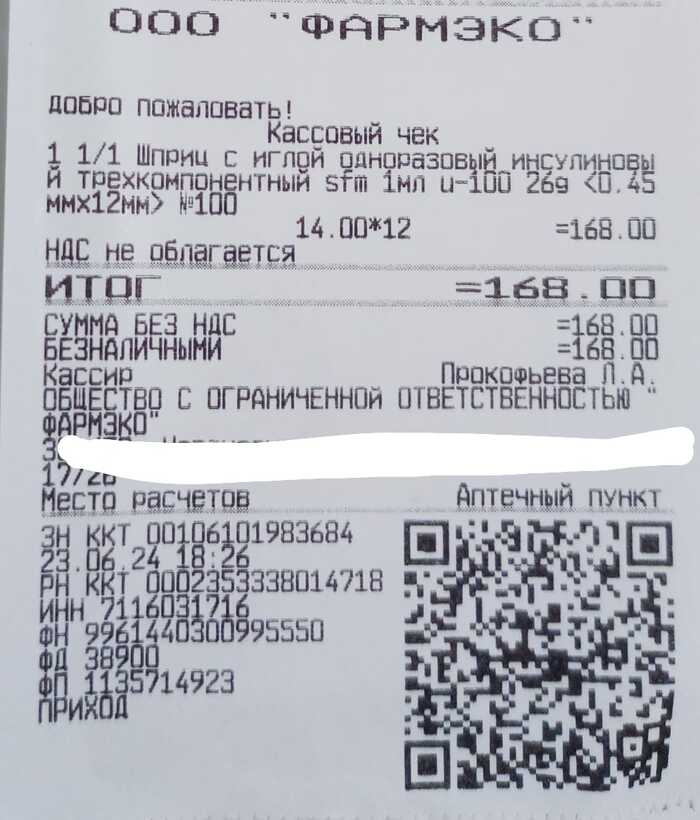 ООО "ФАРМЭКО"
ДОБРО пожаловать!
Кассовый чек
1 1/1 Шприц с иглой одноразовый инсулиновы
й трехкомпонентный sfm 1мл u-100 26g <0.45
ммх12мм> №100
14.00*12 =168.00
НДС не облагается
ИТОГ =168.00
СУММА БЕЗ НДС =168.00
БЕЗНАЛИЧНЫМИ =168.00
Кассир Прокофьева Л.А.
ОБЩЕСТВО С ОГРАНИЧЕННОЙ ОТВЕТСТВЕННОСТЬЮ "
ФАРМЭКО"
17/26
Место расчетов Аптечный пункт
ЗН ККТ 00106101983684
23.06.24 18:26
РН ККТ 0002353338014718
ИНН 7116031716
ФН 9961440300995550
ФД 38900
ФП 1135714923
ПРИХОД